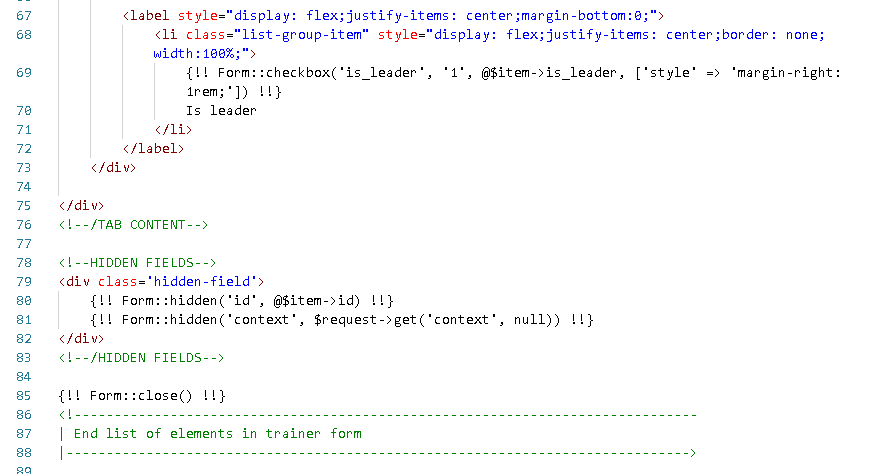 67 <label style="display: flex;justify-items: center;margin-bottom:0;">
68 <li class="list-group-item" style="display: flex;justify-items: center;border: none;
width:100%;">
69 {!! Form::checkbox('is_leader', '1', @$item->is_leader, ['style' => 'margin-right:
1rem;']) !!}
70 Is leader
71 </li>
72 </label>
73 </div>
74
75 </div>
76 <!--/TAB CONTENT-->
77
78 <!--HIDDEN FIELDS-->
79 <div class='hidden-field'>
80 {!! Form::hidden('id', @$item->id) !!}
81 {!! Form::hidden('context', $request->get('context', null)) !!}
82 </div>
83 <!--/HIDDEN FIELDS-->
84
85 {!! Form::close() !!}
86 <!------------------------------------------------------------------------------
87 | End list of elements in trainer form
88 |------------------------------------------------------------------------------>
89